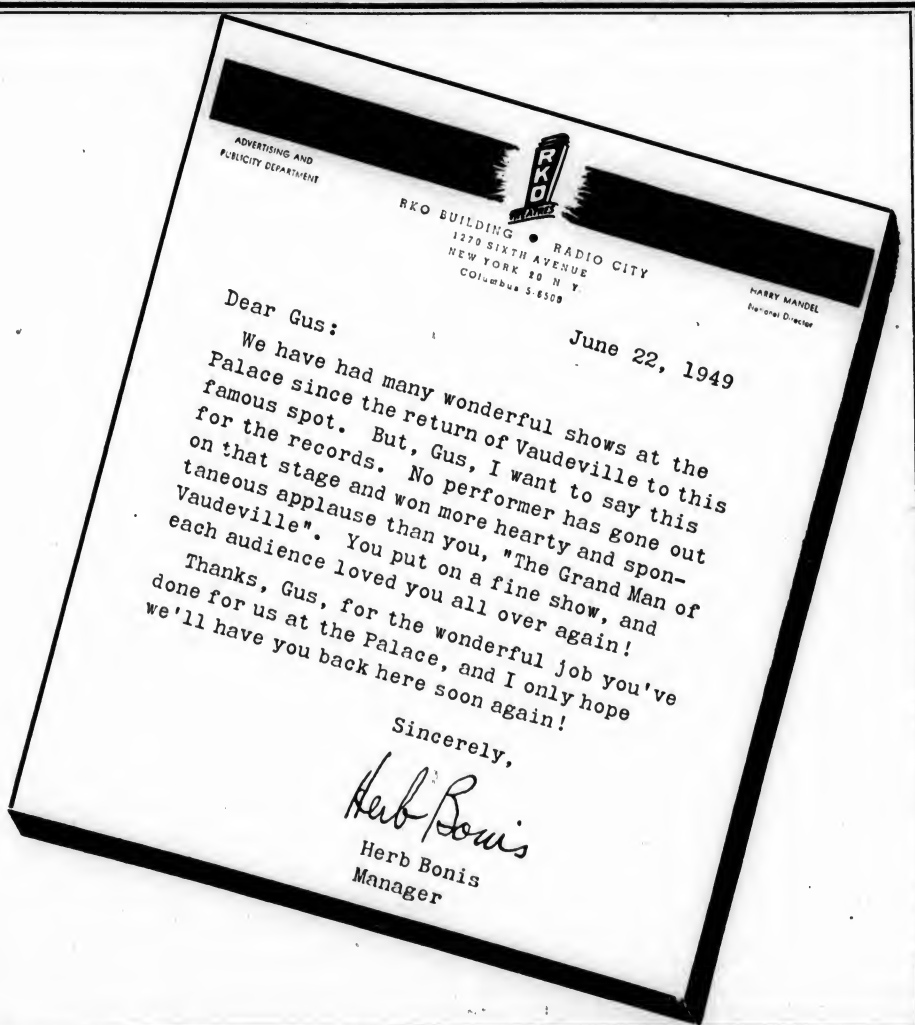 ADVERTISING AND
PUBLICITY DEPARTMENT
RKO
RKO BUILDING • RADIO CITY
1270 SIXTH AVENUE
NEW YORK 20 N Y
COlumbus 5-6500
HARRY MANDEL
National Director
June 22, 1949
Dear Gus:
We have had many wonderful shows at the
Palace since the return of Vaudeville to this
famous spot. But, Gus, I want to say this
for the records. No performer has gone out
on that stage and won more hearty and spon-
taneous applause than you, "The Grand Man of
Vaudeville". You put on a fine show, and
each audience loved you all over again!
Thanks, Gus, for the wonderful job you've
done for us at the Palace, and I only hope
we'll have you back here soon again!
Sincerely,
Herb Bonis
Herb Bonis
Manager